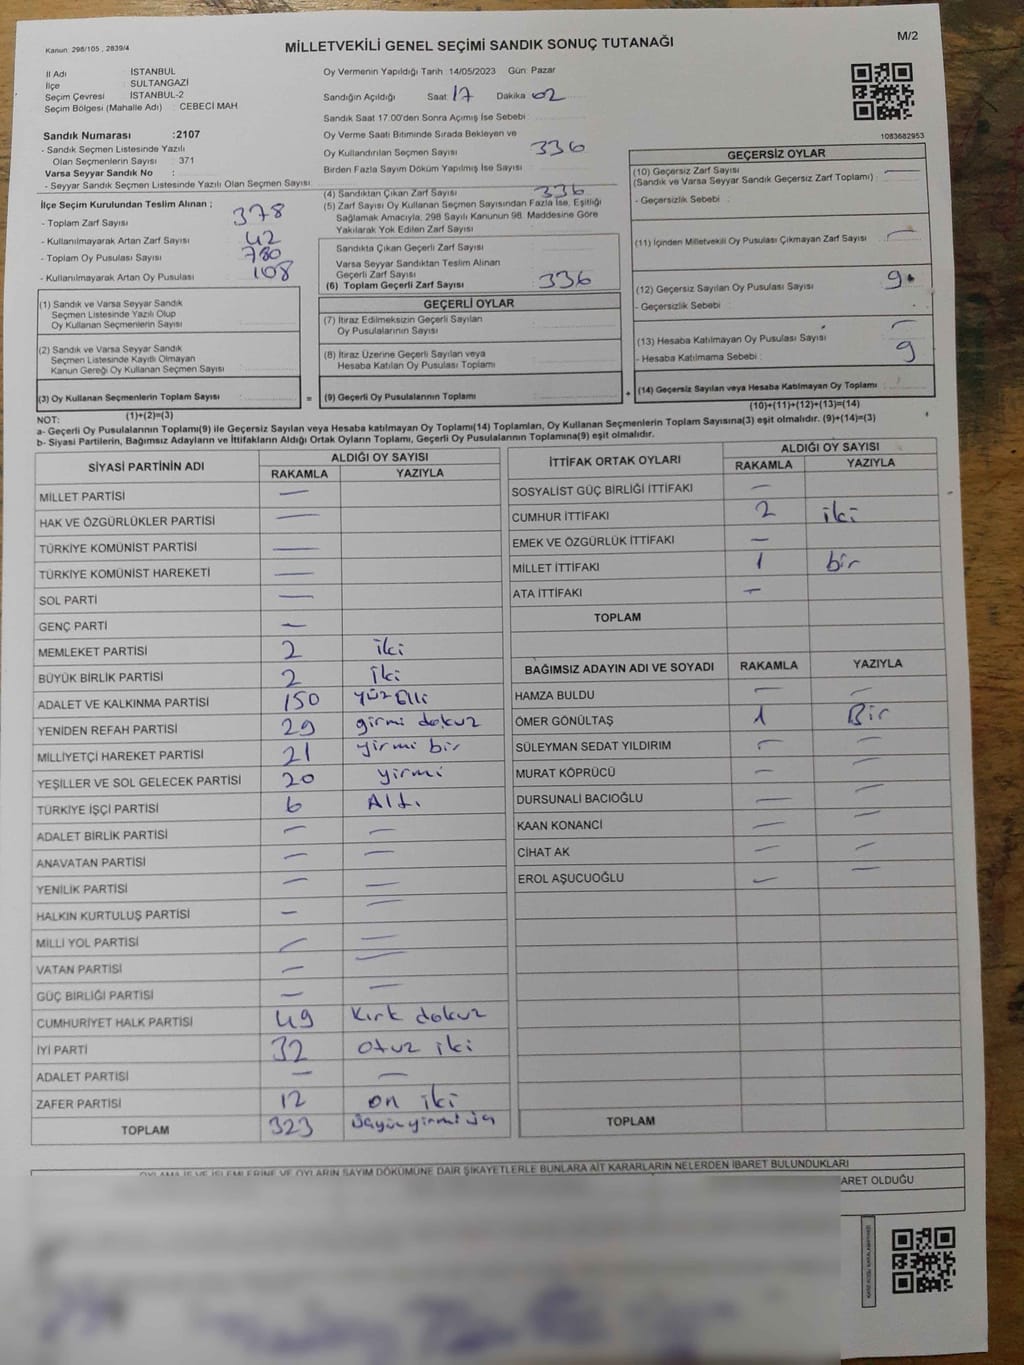 Kanun: 298/105 , 2839/4
MİLLETVEKİLİ GENEL SEÇİMİ SANDIK SONUÇ TUTANAĞI
M/2
İl Adı : İSTANBUL
İlçe : SULTANGAZİ
Seçim Çevresi : İSTANBUL-2
Seçim Bölgesi (Mahalle Adı) : CEBECİ MAH
Sandık Numarası :2107
- Sandık Seçmen Listesinde Yazılı
Olan Seçmenlerin Sayısı : 371
Varsa Seyyar Sandık No :
- Seyyar Sandık Seçmen Listesinde Yazılı Olan Seçmen Sayısı
Oy Vermenin Yapıldığı Tarih :14/05/2023 Gün: Pazar
Sandığın Açıldığı Saat: 17 Dakika: 02
Sandık Saat 17.00'den Sonra Açımış İse Sebebi :
Oy Verme Saati Bitiminde Sırada Bekleyen ve
Oy Kullandırılan Seçmen Sayısı 336
Birden Fazla Sayım Döküm Yapılmış İse Sayısı :
1083682953
İlçe Seçim Kurulundan Teslim Alınan ;
- Toplam Zarf Sayısı 378
- Kullanılmayarak Artan Zarf Sayısı : 42
- Toplam Oy Pusulası Sayısı : 780
- Kullanılmayarak Artan Oy Pusulası : 108
(1) Sandık ve Varsa Seyyar Sandık
Seçmen Listesinde Yazılı Olup
Oy Kullanan Seçmenlerin Sayısı
(2) Sandık ve Varsa Seyyar Sandık
Seçmen Listesinde Kayıtlı Olmayan
Kanun Gereği Oy Kullanan Seçmen Sayısı :
(3) Oy Kullanan Seçmenlerin Toplam Sayısı :
(1)+(2)=(3)
(4) Sandıktan Çıkan Zarf Sayısı 336
(5) Zarf Sayısı Oy Kullanan Seçmen Sayısından Fazla İse, Eşitliği
Sağlamak Amacıyla, 298 Sayılı Kanunun 98. Maddesine Göre
Yakılarak Yok Edilen Zarf Sayısı :
Sandıkta Çıkan Geçerli Zarf Sayısı :
Varsa Seyyar Sandıktan Teslim Alınan
Geçerli Zarf Sayısı
(6) Toplam Geçerli Zarf Sayısı : 336
GEÇERLİ OYLAR
(7) İtiraz Edilmeksizin Geçerli Sayılan
Oy Pusulalarının Sayısı
(8) İtiraz Üzerine Geçerli Sayılan veya
Hesaba Katılan Oy Pusulası Toplamı
= (9) Geçerli Oy Pusulalarının Toplamı : +
GEÇERSİZ OYLAR
(10) Geçersiz Zarf Sayısı —
(Sandık ve Varsa Seyyar Sandık Geçersiz Zarf Toplamı) :
- Geçersizlik Sebebi :
(11) İçinden Milletvekili Oy Pusulası Çıkmayan Zarf Sayısı —
(12) Geçersiz Sayılan Oy Pusulası Sayısı 9
- Geçersizlik Sebebi :
(13) Hesaba Katılmayan Oy Pusulası Sayısı —
- Hesaba Katılmama Sebebi : 9
(14) Geçersiz Sayılan veya Hesaba Katılmayan Oy Toplamı :
(10)+(11)+(12)+(13)=(14)
NOT:
a- Geçerli Oy Pusulalarının Toplamı(9) ile Geçersiz Sayılan veya Hesaba katılmayan Oy Toplamı(14) Toplamları, Oy Kullanan Seçmenlerin Toplam Sayısına(3) eşit olmalıdır. (9)+(14)=(3)
b- Siyasi Partilerin, Bağımsız Adayların ve İttifakların Aldığı Ortak Oyların Toplamı, Geçerli Oy Pusulalarının Toplamına(9) eşit olmalıdır.
SİYASİ PARTİNİN ADI ALDIĞI OY SAYISI
RAKAMLA YAZIYLA
MİLLET PARTİSİ —
HAK VE ÖZGÜRLÜKLER PARTİSİ —
TÜRKİYE KOMÜNİST PARTİSİ —
TÜRKİYE KOMÜNİST HAREKETİ —
SOL PARTİ —
GENÇ PARTİ —
MEMLEKET PARTİSİ 2 iki
BÜYÜK BİRLİK PARTİSİ 2 iki
ADALET VE KALKINMA PARTİSİ 150 yüz Elli
YENİDEN REFAH PARTİSİ 29 yirmi dokuz
MİLLİYETÇİ HAREKET PARTİSİ 21 yirmi bir
YEŞİLLER VE SOL GELECEK PARTİSİ 20 yirmi
TÜRKİYE İŞÇİ PARTİSİ 6 Altı
ADALET BİRLİK PARTİSİ — —
ANAVATAN PARTİSİ — —
YENİLİK PARTİSİ — —
HALKIN KURTULUŞ PARTİSİ — —
MİLLİ YOL PARTİSİ — —
VATAN PARTİSİ — —
GÜÇ BİRLİĞİ PARTİSİ — —
CUMHURİYET HALK PARTİSİ 49 Kırk dokuz
İYİ PARTİ 32 otuz iki
ADALET PARTİSİ — —
ZAFER PARTİSİ 12 on iki
TOPLAM 323 üçyüzyirmi üç
İTTİFAK ORTAK OYLARI ALDIĞI OY SAYISI
RAKAMLA YAZIYLA
SOSYALİST GÜÇ BİRLİĞİ İTTİFAKI —
CUMHUR İTTİFAKI 2 iki
EMEK VE ÖZGÜRLÜK İTTİFAKI —
MİLLET İTTİFAKI 1 bir
ATA İTTİFAKI —
TOPLAM
BAĞIMSIZ ADAYIN ADI VE SOYADI RAKAMLA YAZIYLA
HAMZA BULDU — —
ÖMER GÖNÜLTAŞ 1 Bir
SÜLEYMAN SEDAT YILDIRIM — —
MURAT KÖPRÜCÜ — —
DURSUNALİ BACIOĞLU — —
KAAN KONANCİ — —
CİHAT AK — —
EROL AŞUCUOĞLU — —
TOPLAM
OYLAMA İŞ VE İŞLEMLERİNE VE OYLARIN SAYIM DÖKÜMÜNE DAİR ŞİKAYETLERLE BUNLARA AİT KARARLARIN NELERDEN İBARET BULUNDUKLARI
ARET OLDUĞU